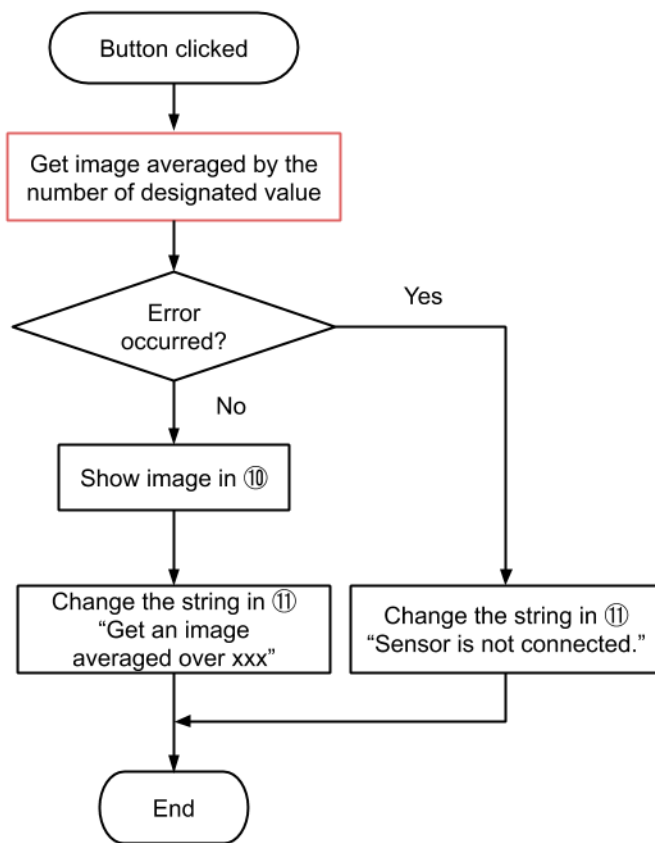 Button clicked
Get image averaged by the
number of designated value
Error
occurred?
Yes
No
Show image in ⑩
Change the string in ⑪
“Get an image
averaged over xxx”
Change the string in ⑪
“Sensor is not connected.”
End